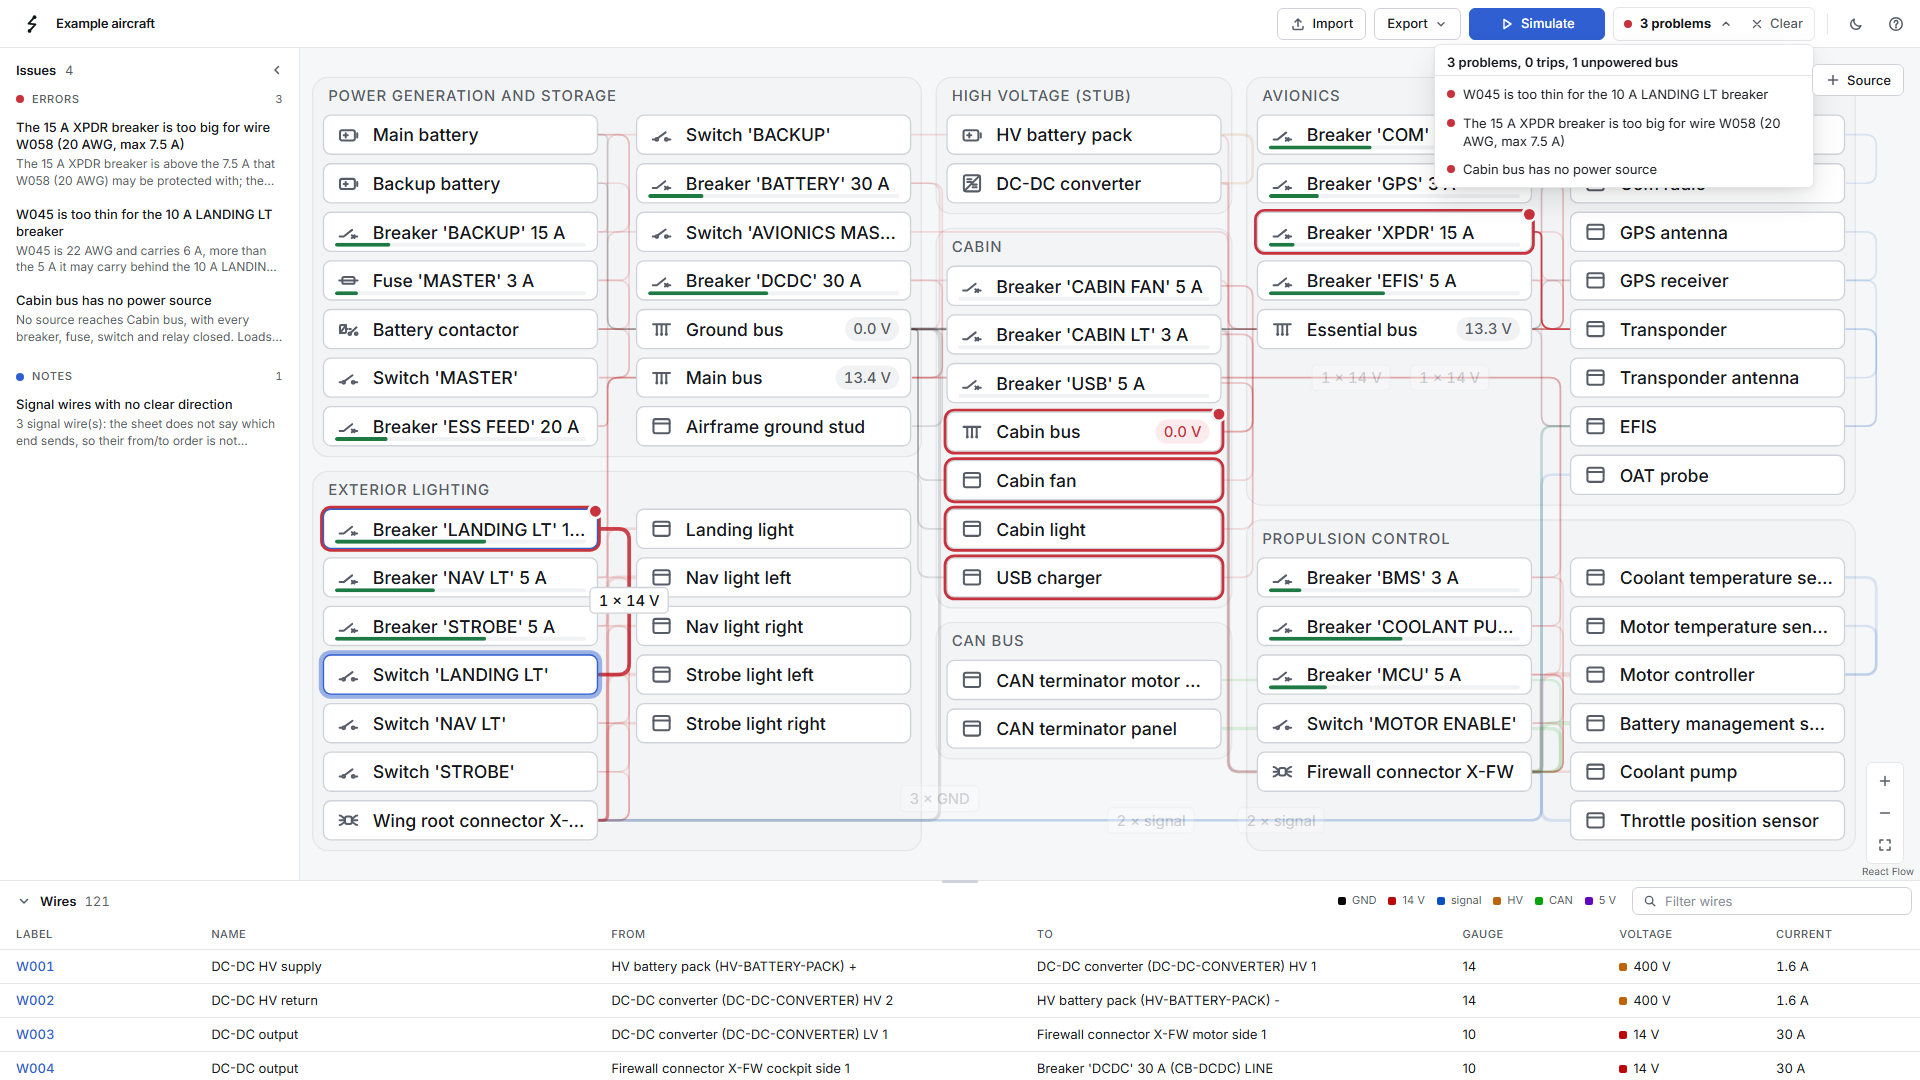 Example aircraft
Import
Export
Simulate
3 problems
Clear
Issues 4
ERRORS 3
The 15 A XPDR breaker is too big for wire
W058 (20 AWG, max 7.5 A)
The 15 A XPDR breaker is above the 7.5 A that
W058 (20 AWG) may be protected with; the…
W045 is too thin for the 10 A LANDING LT
breaker
W045 is 22 AWG and carries 6 A, more than
the 5 A it may carry behind the 10 A LANDIN…
Cabin bus has no power source
No source reaches Cabin bus, with every
breaker, fuse, switch and relay closed. Loads…
NOTES 1
Signal wires with no clear direction
3 signal wire(s): the sheet does not say which
end sends, so their from/to order is not…
3 problems, 0 trips, 1 unpowered bus
W045 is too thin for the 10 A LANDING LT breaker
The 15 A XPDR breaker is too big for wire W058 (20
AWG, max 7.5 A)
Cabin bus has no power source
Source
POWER GENERATION AND STORAGE
Main battery
Backup battery
Breaker 'BACKUP' 15 A
Fuse 'MASTER' 3 A
Battery contactor
Switch 'MASTER'
Breaker 'ESS FEED' 20 A
Switch 'BACKUP'
Breaker 'BATTERY' 30 A
Switch 'AVIONICS MAS…
Breaker 'DCDC' 30 A
Ground bus 0.0 V
Main bus 13.4 V
Airframe ground stud
EXTERIOR LIGHTING
Breaker 'LANDING LT' 1…
Breaker 'NAV LT' 5 A
Breaker 'STROBE' 5 A
Switch 'LANDING LT'
Switch 'NAV LT'
Switch 'STROBE'
Wing root connector X-…
1 × 14 V
Landing light
Nav light left
Nav light right
Strobe light left
Strobe light right
3 × GND
HIGH VOLTAGE (STUB)
HV battery pack
DC-DC converter
CABIN
Breaker 'CABIN FAN' 5 A
Breaker 'CABIN LT' 3 A
Breaker 'USB' 5 A
Cabin bus 0.0 V
Cabin fan
Cabin light
USB charger
CAN BUS
CAN terminator motor …
CAN terminator panel
2 × signal
2 × signal
AVIONICS
Breaker 'COM'
Breaker 'GPS' 3 A
Breaker 'XPDR' 15 A
Breaker 'EFIS' 5 A
Essential bus 13.3 V
1 × 14 V
1 × 14 V
GPS antenna
GPS receiver
Transponder
Transponder antenna
EFIS
OAT probe
PROPULSION CONTROL
Breaker 'BMS' 3 A
Breaker 'COOLANT PU…
Breaker 'MCU' 5 A
Switch 'MOTOR ENABLE'
Firewall connector X-FW
Coolant temperature se…
Motor temperature sen…
Motor controller
Battery management s…
Coolant pump
Throttle position sensor
React Flow
Wires 121
GND
14 V
signal
HV
CAN
5 V
Filter wires
LABEL NAME FROM TO GAUGE VOLTAGE CURRENT
W001 DC-DC HV supply HV battery pack (HV-BATTERY-PACK) + DC-DC converter (DC-DC-CONVERTER) HV 1 14 400 V 1.6 A
W002 DC-DC HV return DC-DC converter (DC-DC-CONVERTER) HV 2 HV battery pack (HV-BATTERY-PACK) - 14 400 V 1.6 A
W003 DC-DC output DC-DC converter (DC-DC-CONVERTER) LV 1 Firewall connector X-FW motor side 1 10 14 V 30 A
W004 DC-DC output Firewall connector X-FW cockpit side 1 Breaker 'DCDC' 30 A (CB-DCDC) LINE 10 14 V 30 A